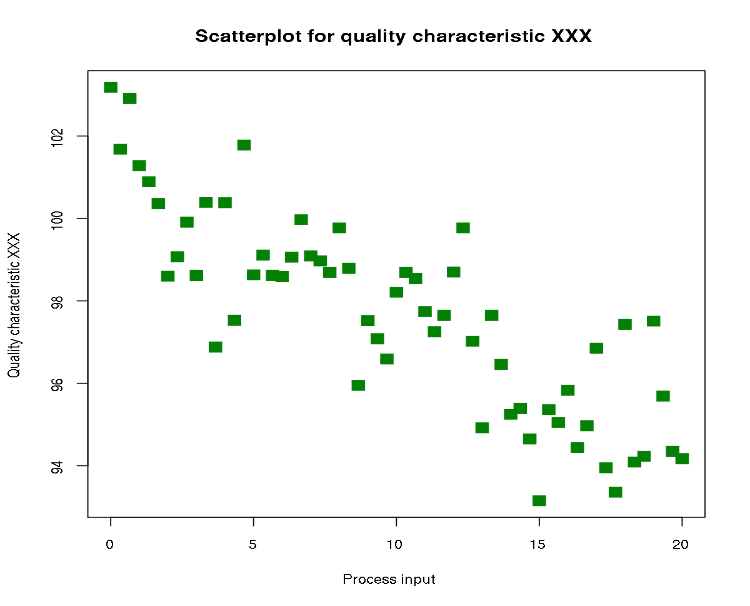 Scatterplot for quality characteristic XXX
Quality characteristic XXX
102
100
98
96
94
0 5 10 15 20
Process input